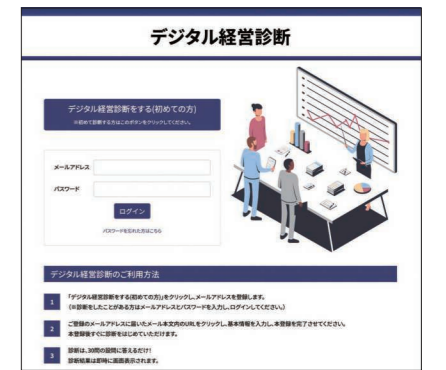 デジタル経営診断
デジタル経営診断をする(初めての方)
※初めて診断する方はこのボタンをクリックしてください。
メールアドレス
パスワード
ログイン
パスワードを忘れた方はこちら
デジタル経営診断のご利用方法
1 「デジタル経営診断をする(初めての方)」をクリックし、メールアドレスを登録します。
(※診断をしたことがある方はメールアドレスとパスワードを入力し、ログインしてください。)
2 ご登録のメールアドレスに届いたメール本文内のURLをクリックし、基本情報を入力し、本登録を完了させてください。
本登録後すぐに診断をはじめていただけます。
3 診断は、30問の設問に答えるだけ!
診断結果は即時に画面表示されます。